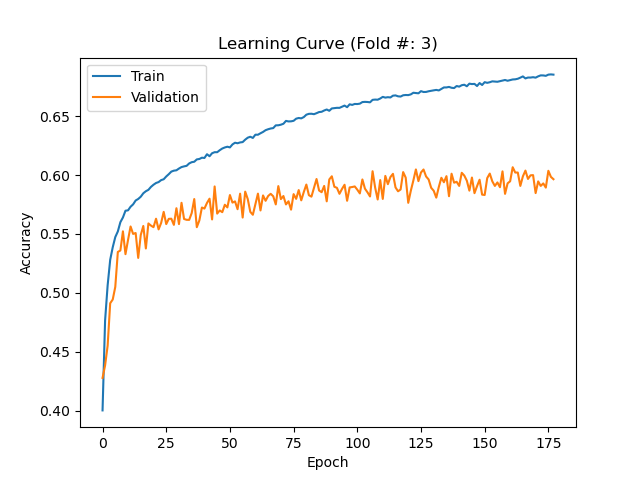 Learning Curve (Fold #: 3)
Train
Validation
0.65
0.60
0.55
0.50
0.45
0.40
Accuracy
0 25 50 75 100 125 150 175
Epoch